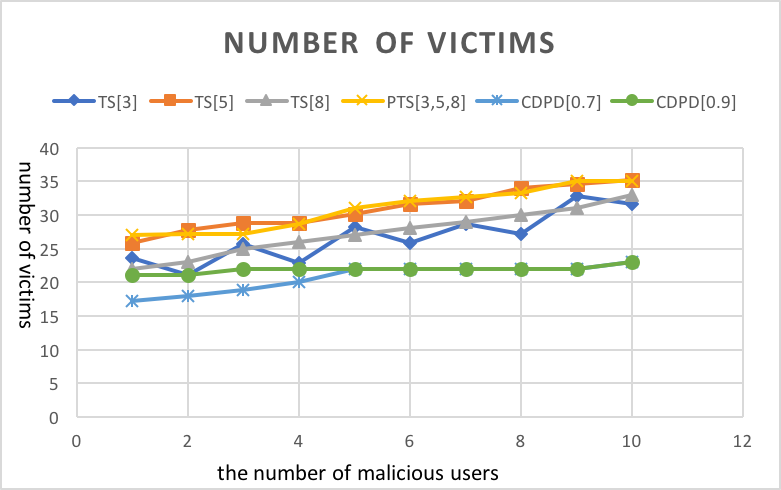 NUMBER OF VICTIMS
TS[3] TS[5] TS[8] PTS[3,5,8] CDPD[0.7] CDPD[0.9]
number of victims
40
35
30
25
20
15
10
5
0
0 2 4 6 8 10 12
the number of malicious users